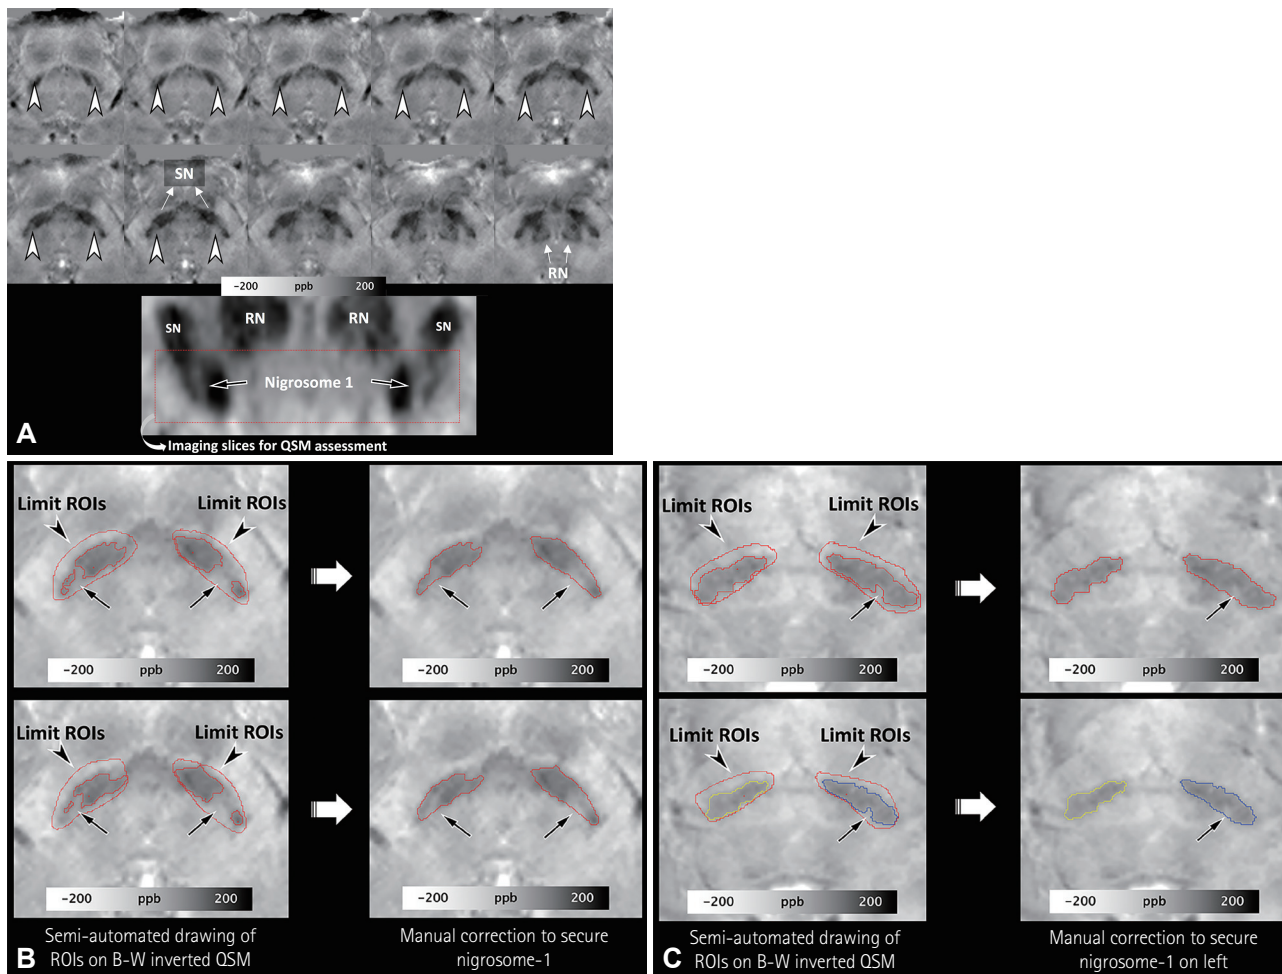 SN
RN
−200 ppb 200
SN RN RN SN
Nigrosome 1
Imaging slices for QSM assessment
A
Limit ROIs Limit ROIs
−200 ppb 200
−200 ppb 200
Limit ROIs Limit ROIs
−200 ppb 200
−200 ppb 200
Semi-automated drawing of
ROIs on B-W inverted QSM
Manual correction to secure
nigrosome-1
B
Limit ROIs Limit ROIs
−200 ppb 200
−200 ppb 200
Limit ROIs Limit ROIs
−200 ppb 200
−200 ppb 200
Semi-automated drawing of
ROIs on B-W inverted QSM
Manual correction to secure
nigrosome-1 on left
C